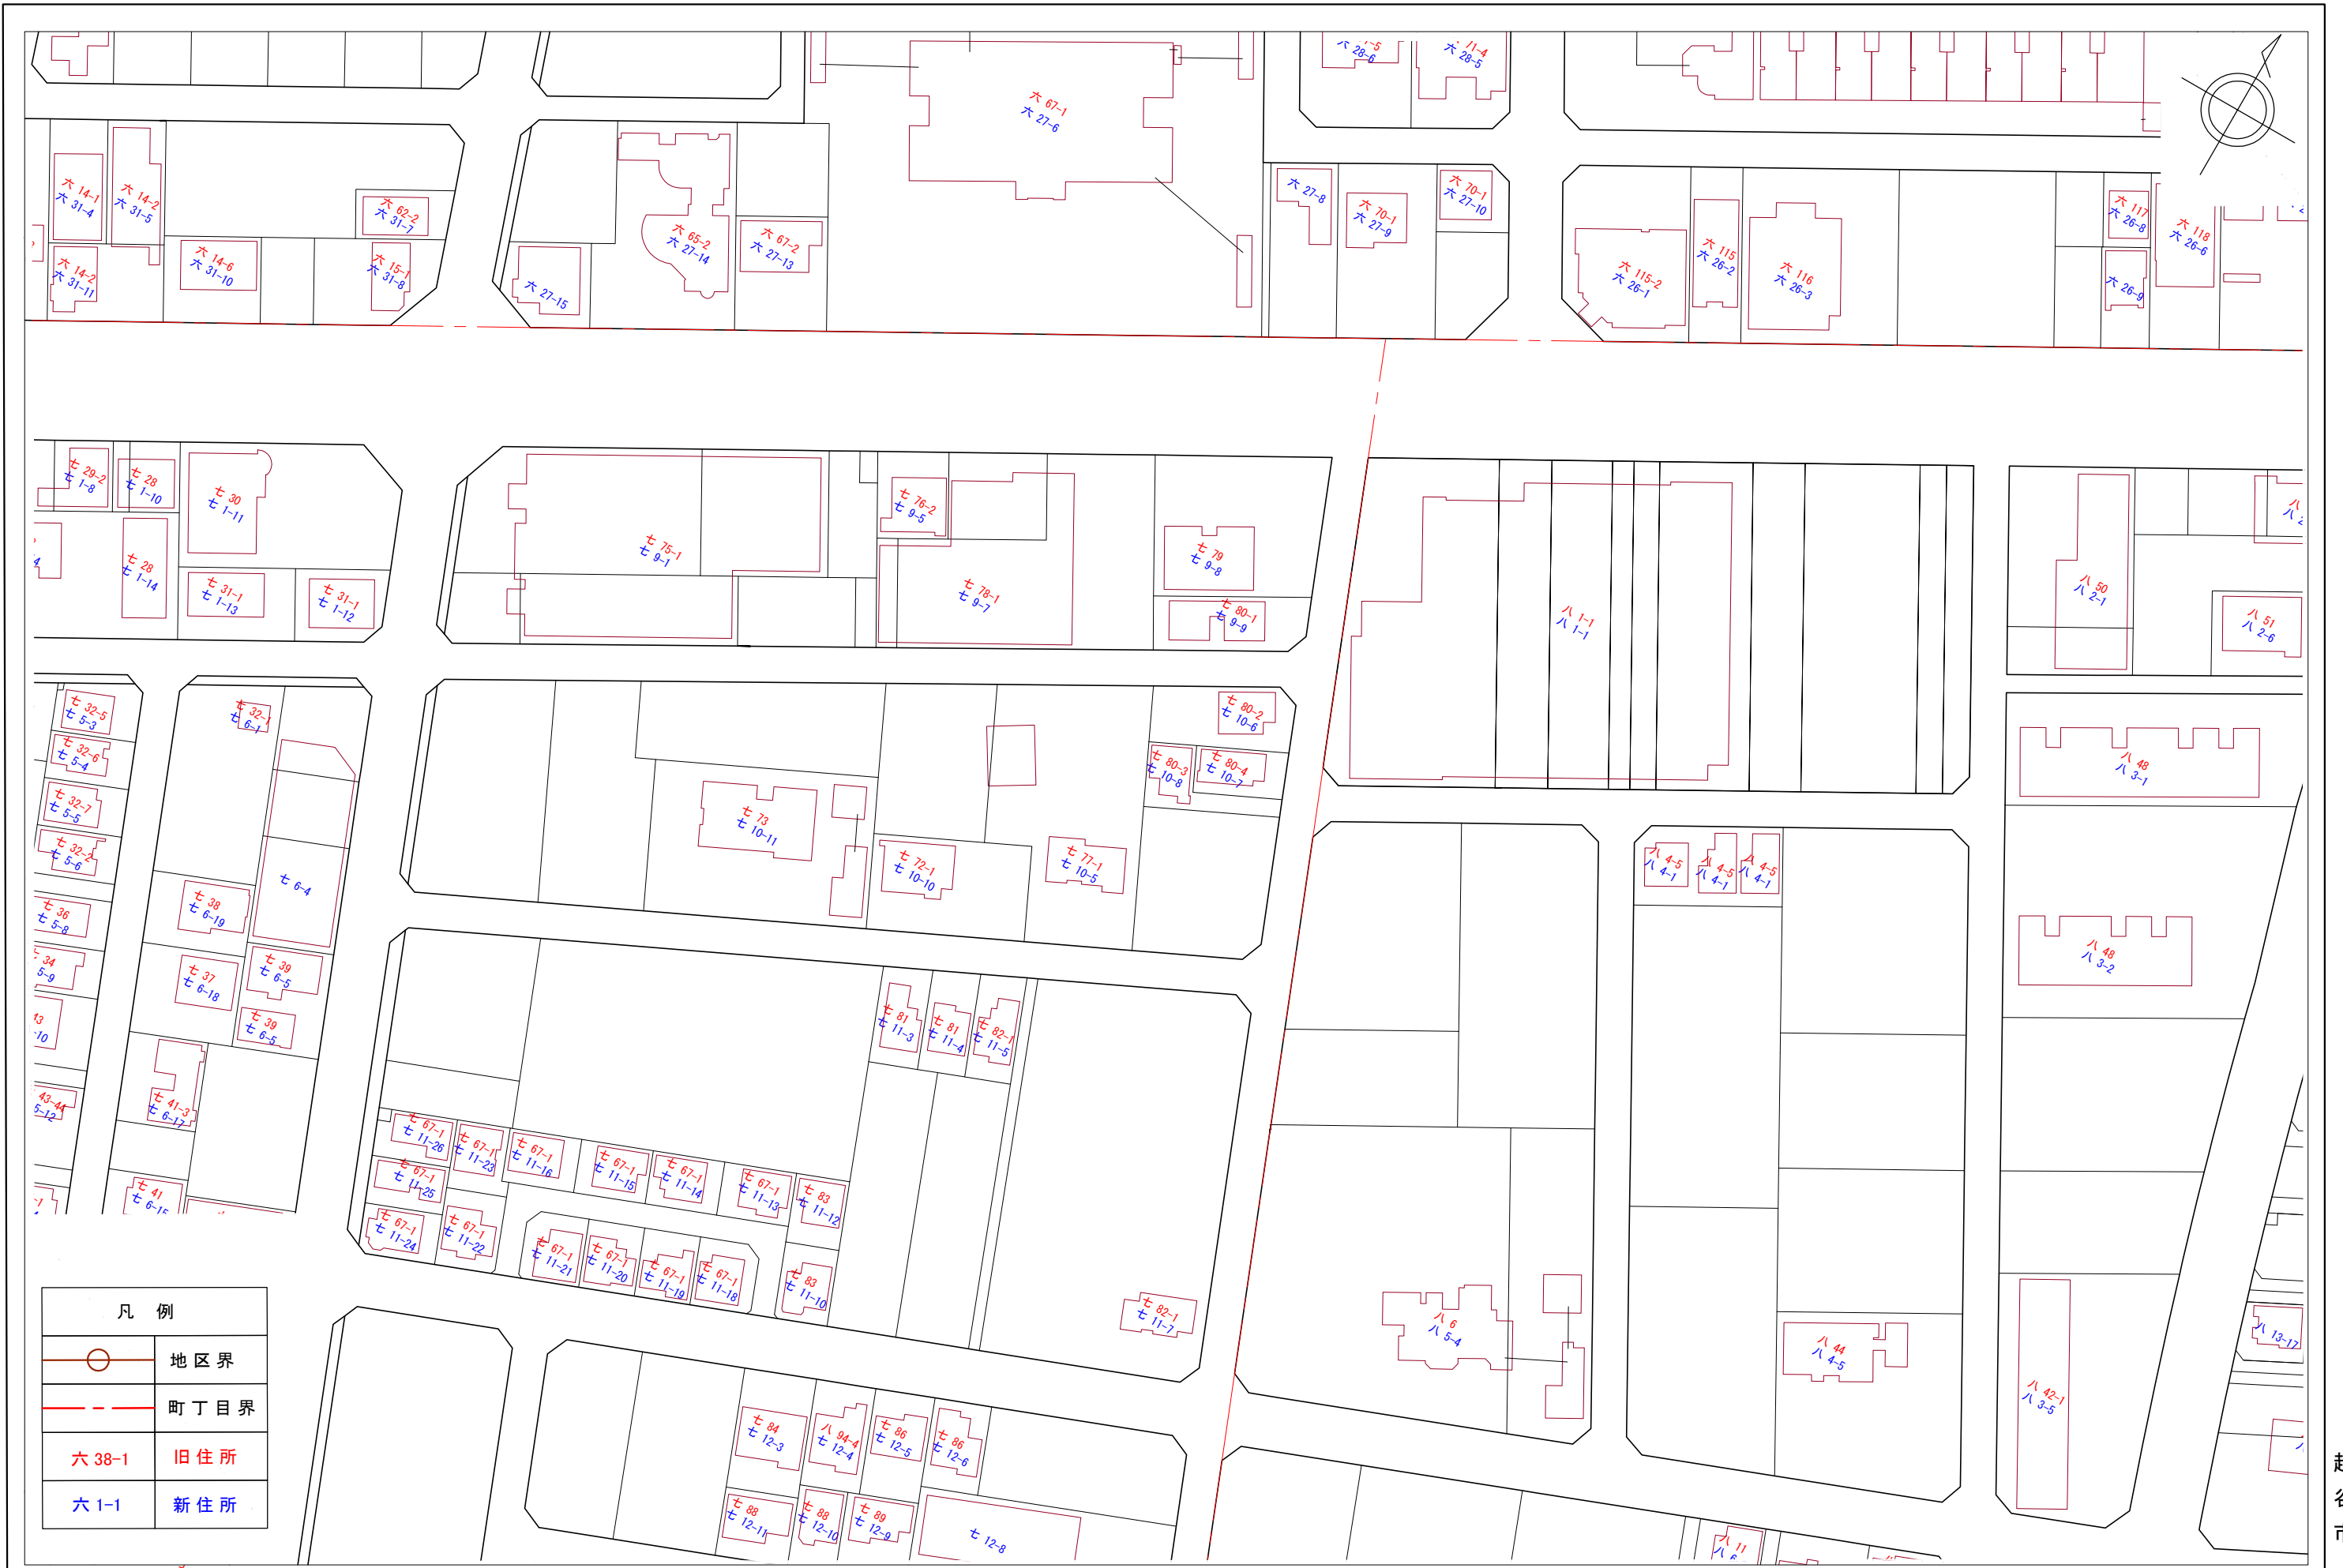 六 28-6
六 28-5
六 67-1
六 27-6
六 14-1
六 31-4
六 14-2
六 31-5
六 62-2
六 31-7
六 14-2
六 31-11
六 14-6
六 31-10
六 15-1
六 31-8
六 65-2
六 27-14
六 67-2
六 27-13
六 27-15
六 27-8
六 70-1
六 27-9
六 70-1
六 27-10
六 115-2
六 26-1
六 115
六 26-2
六 116
六 26-3
六 117
六 26-8
六 26-9
六 118
六 26-6
七 29-2
七 1-8
七 28
七 1-10
七 30
七 1-11
七 28
七 1-14
七 31-1
七 1-13
七 31-1
七 1-12
七 75-1
七 9-1
七 76-2
七 9-5
七 78-1
七 9-7
七 79
七 9-8
七 80-1
七 9-9
八 1-1
八 1-1
八 50
八 2-1
八 51
八 2-6
七 32-5
七 5-3
七 32-6
七 5-4
七 32-7
七 5-5
七 32-2
七 5-6
七 36
七 5-8
34
5-9
43
-10
43-44
5-12
七 32-1
七 6-1
七 6-4
七 38
七 6-19
七 37
七 6-18
七 39
七 6-5
七 39
七 6-5
七 41-3
七 6-17
七 41
七 6-15
七 73
七 10-11
七 72-1
七 10-10
七 77-1
七 10-5
七 80-2
七 10-6
七 80-3
七 10-8
七 80-4
七 10-7
八 4-5
八 4-1
八 4-5
八 4-1
八 4-5
八 4-1
八 48
八 3-1
八 48
八 3-2
七 81
七 11-3
七 81
七 11-4
七 82-1
七 11-5
七 67-1
七 11-26
七 67-1
七 11-23
七 67-1
七 11-16
七 67-1
七 11-15
七 67-1
七 11-14
七 67-1
七 11-13
七 83
七 11-12
七 67-1
七 11-25
七 67-1
七 11-24
七 67-1
七 11-22
七 67-1
七 11-21
七 67-1
七 11-20
七 67-1
七 11-19
七 67-1
七 11-18
七 83
七 11-10
七 82-1
七 11-7
八 6
八 5-4
八 44
八 4-5
八 42-1
八 3-5
八 13-17
七 84
七 12-3
八 94-4
七 12-4
七 86
七 12-5
七 86
七 12-6
七 88
七 12-11
七 88
七 12-10
七 89
七 12-9
七 12-8
八 11
凡 例
地区界
町丁目界
六 38-1 旧住所
六 1-1 新住所